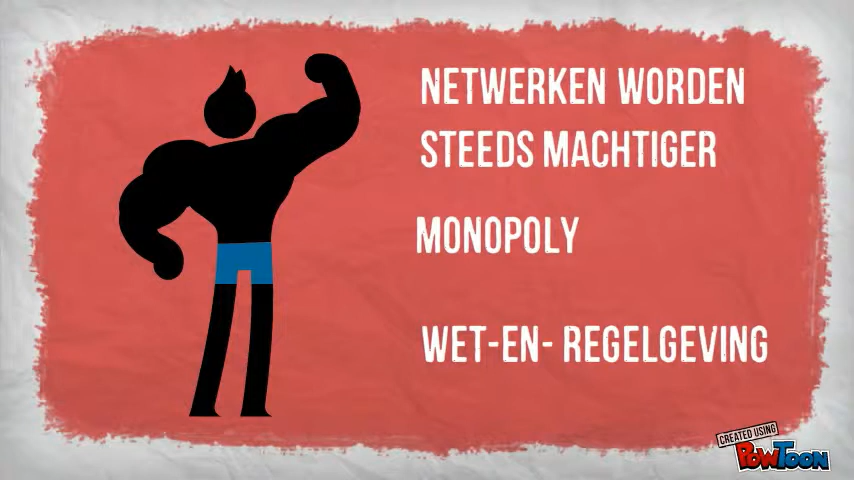 NETWERKEN WORDEN
STEEDS MACHTIGER
MONOPOLY
WET-EN- REGELGEVING
CREATED USING
POWTOON